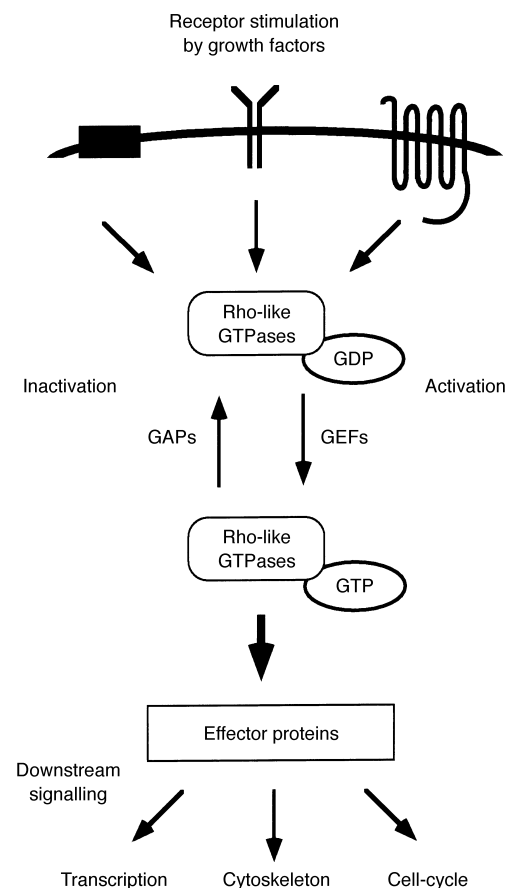 Receptor stimulation
by growth factors
Rho-like
GTPases
GDP
Inactivation
Activation
GAPs
GEFs
Rho-like
GTPases
GTP
Effector proteins
Downstream
signalling
Transcription
Cytoskeleton
Cell-cycle